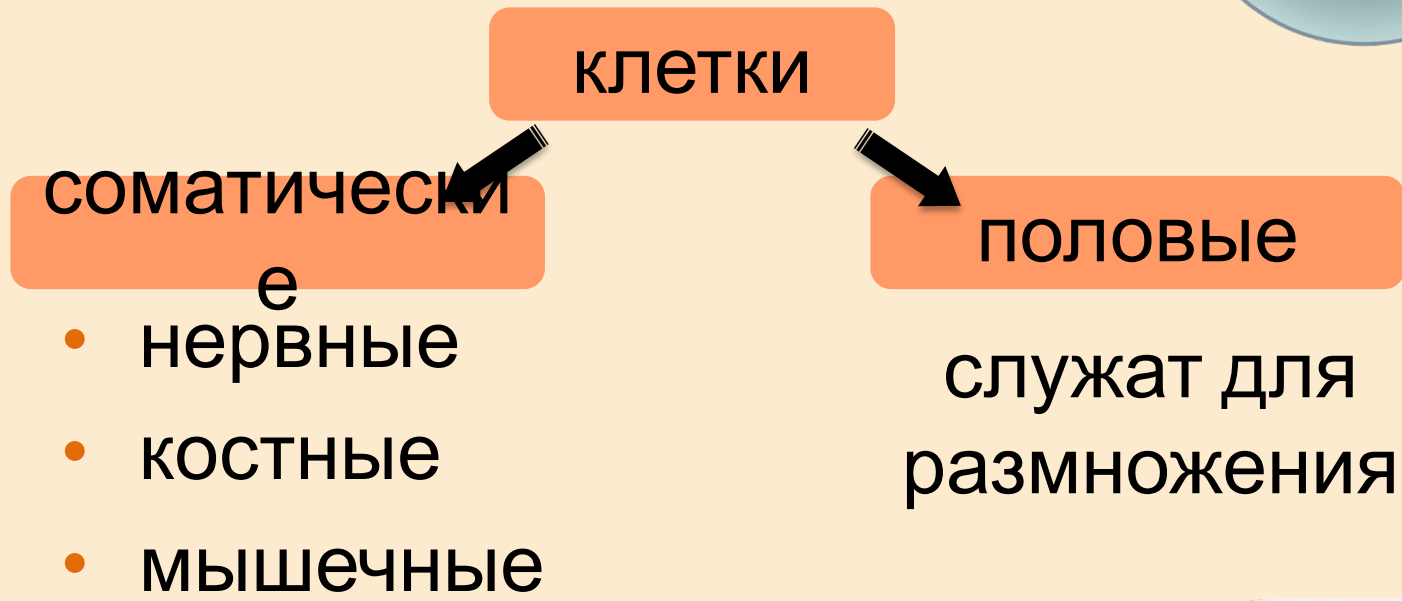 клетки
соматически
е
половые
• нервные
• костные
• мышечные
служат для
размножения